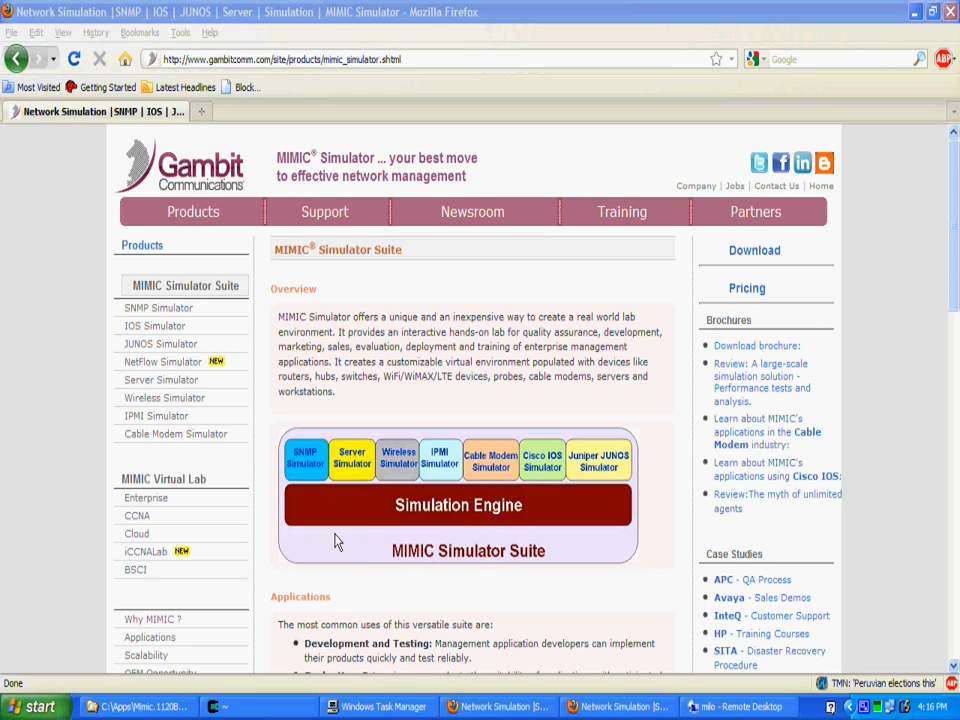 Network Simulation |SNMP | IOS | JUNOS | Server | Simulation | MIMIC Simulator - Mozilla Firefox
File Edit View History Bookmarks Tools Help
http://www.gambitcomm.com/site/products/mimic_simulator.shtml
Google
ABP
Most Visited Getting Started Latest Headlines Block...
Network Simulation |SNMP | IOS | J...
Gambit
Communications
MIMIC® Simulator ... your best move
to effective network management
Company | Jobs | Contact Us | Home
Products Support Newsroom Training Partners
Products
MIMIC Simulator Suite
SNMP Simulator
IOS Simulator
JUNOS Simulator
NetFlow Simulator NEW
Server Simulator
Wireless Simulator
IPMI Simulator
Cable Modem Simulator
MIMIC Virtual Lab
Enterprise
CCNA
Cloud
iCCNALab NEW
BSCI
Why MIMIC ?
Applications
Scalability
OEM Opportunity
MIMIC® Simulator Suite
Overview
MIMIC Simulator offers a unique and an inexpensive way to create a real world lab
environment. It provides an interactive hands-on lab for quality assurance, development,
marketing, sales, evaluation, deployment and training of enterprise management
applications. It creates a customizable virtual environment populated with devices like
routers, hubs, switches, WiFi/WiMAX/LTE devices, probes, cable modems, servers and
workstations.
SNMP Simulator
Server Simulator
Wireless Simulator
IPMI Simulator
Cable Modem Simulator
Cisco IOS Simulator
Juniper JUNOS Simulator
Simulation Engine
MIMIC Simulator Suite
Applications
The most common uses of this versatile suite are:
Development and Testing: Management application developers can implement
their products quickly and test reliably.
Download
Pricing
Brochures
Download brochure:
Review: A large-scale
simulation solution -
Performance tests and
analysis.
Learn about MIMIC's
applications in the Cable
Modem industry:
Learn about MIMIC's
applications using Cisco IOS:
Review:The myth of unlimited
agents
Case Studies
APC - QA Process
Avaya - Sales Demos
InteQ - Customer Support
HP - Training Courses
SITA - Disaster Recovery
Procedure
Done
TMN: 'Peruvian elections this'
ABP
start
C:\Apps\Mimic.1120B...
~
Windows Task Manager
Network Simulation |S...
Network Simulation |S...
mlo - Remote Desktop
4:16 PM